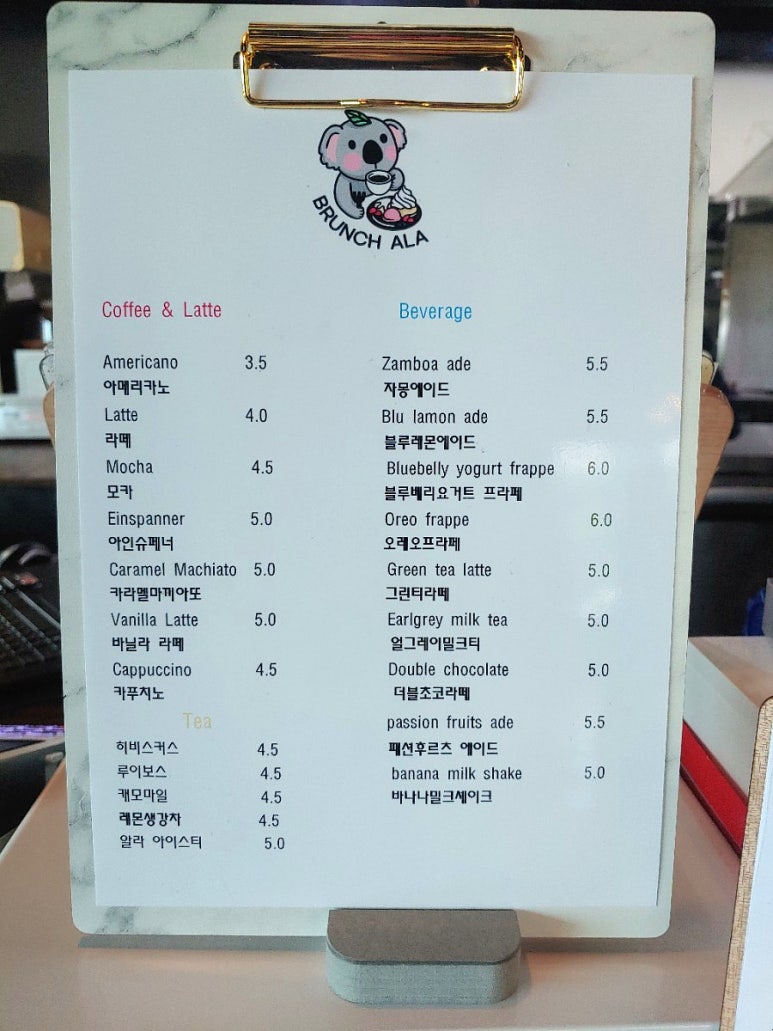 BRUNCH ALA
Coffee & Latte
Americano 3.5
아메리카노
Latte 4.0
라떼
Mocha 4.5
모카
Einspanner 5.0
아인슈페너
Caramel Machiato 5.0
카라멜마끼아또
Vanilla Latte 5.0
바닐라 라떼
Cappuccino 4.5
카푸치노
Tea
히비스커스 4.5
루이보스 4.5
캐모마일 4.5
레몬생강차 4.5
알라 아이스티 5.0
Beverage
Zamboa ade 5.5
자몽에이드
Blu lamon ade 5.5
블루레몬에이드
Bluebelly yogurt frappe 6.0
블루베리요거트 프라페
Oreo frappe 6.0
오레오프라페
Green tea latte 5.0
그린티라떼
Earlgrey milk tea 5.0
얼그레이밀크티
Double chocolate 5.0
더블초코라떼
passion fruits ade 5.5
패션후르츠 에이드
banana milk shake 5.0
바나나밀크셰이크